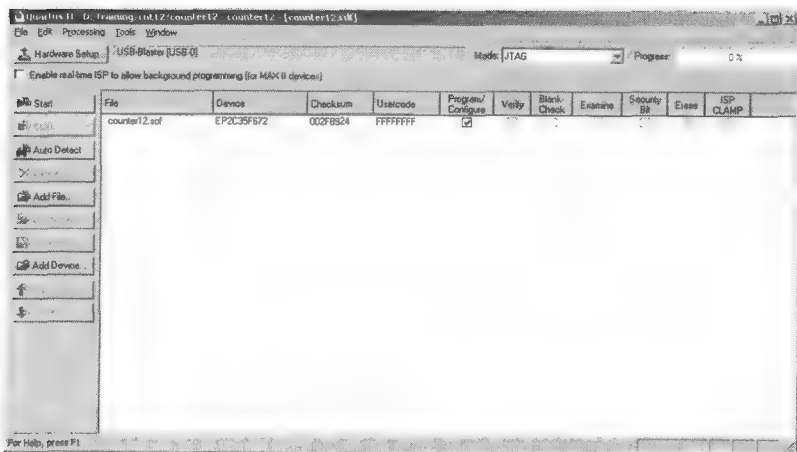 Quartus II - D:/training/cnt12/counter12 - counter12 - [counter12.cdf]
File Edit Processing Tools Window
Hardware Setup... USB-Blaster [USB-0] Mode: JTAG Progress: 0 %
Enable real-time ISP to allow background programming (for MAX II devices)
Start
Stop
Auto Detect
Add File...
Add Device...
File Device Checksum Usercode Program/ Configure Verify Blank- Check Examine Security Bit Erase ISP CLAMP
counter12.sof EP2C35F672 002FB924 FFFFFFFF
For Help, press F1